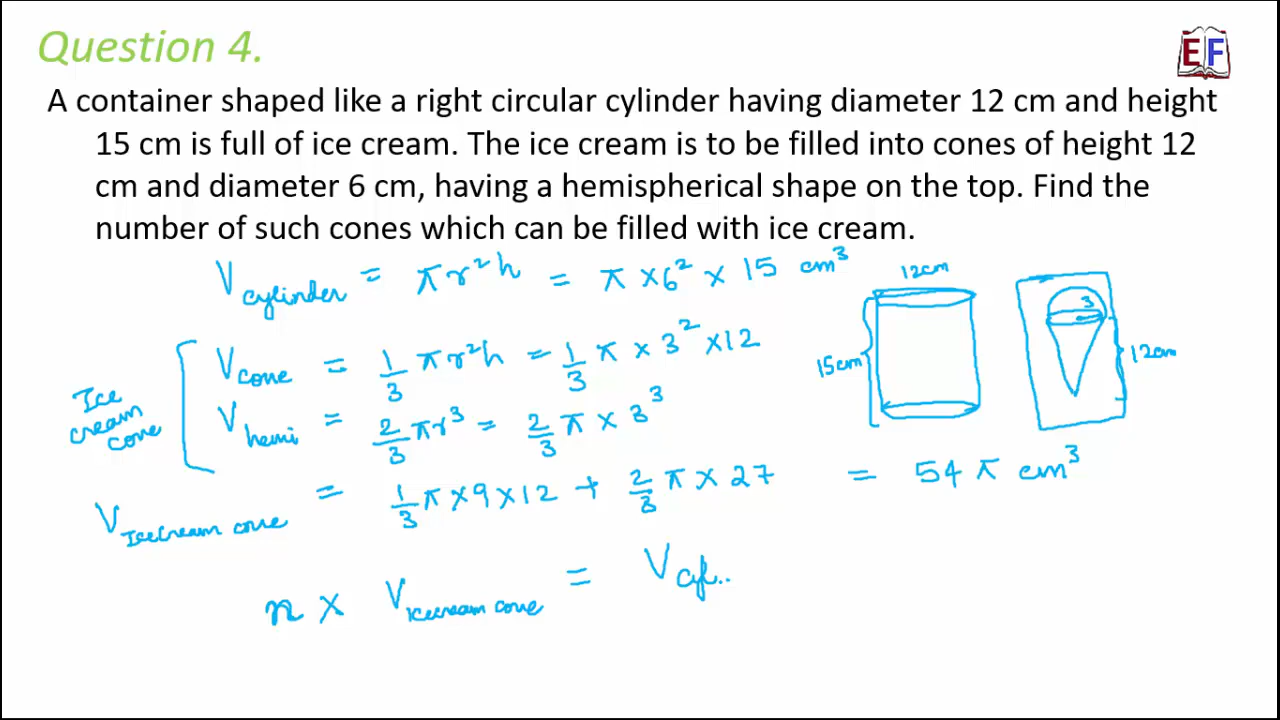 Question 4.
EF
A container shaped like a right circular cylinder having diameter 12 cm and height
15 cm is full of ice cream. The ice cream is to be filled into cones of height 12
cm and diameter 6 cm, having a hemispherical shape on the top. Find the
number of such cones which can be filled with ice cream.
V cylinder = πr²h = π × 6² × 15 cm³
12cm
15cm
3
12cm
Ice cream cone
V cone = 1/3 πr²h = 1/3 π × 3² × 12
V hemi = 2/3 πr³ = 2/3 π × 3³
V Icecream cone = 1/3 π × 9 × 12 + 2/3 π × 27 = 54 π cm³
n × V icecream cone = V cyl..